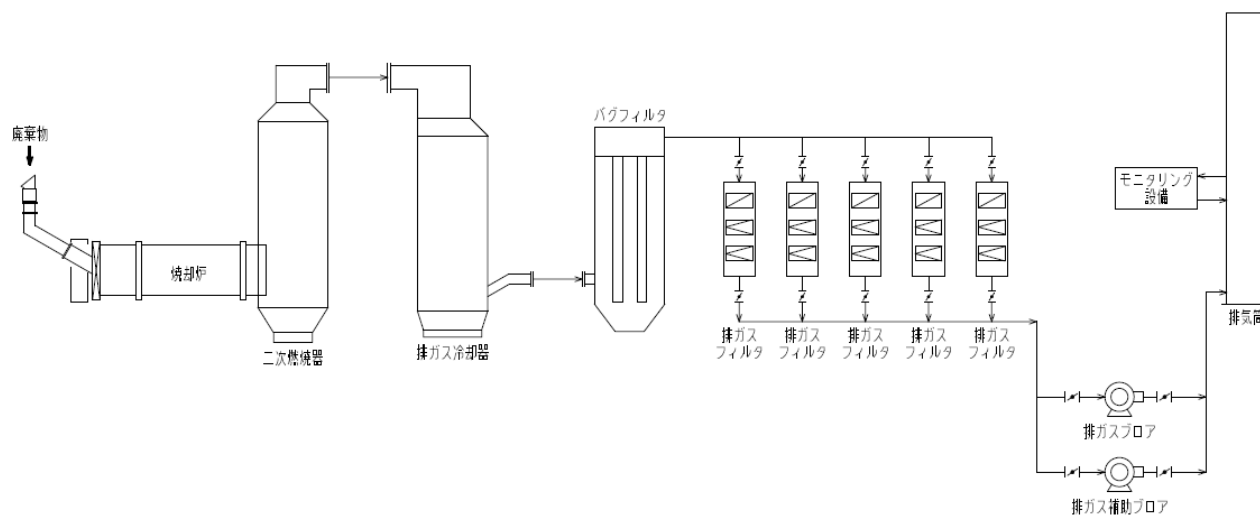 廃棄物
焼却炉
二次燃焼器
排ガス冷却器
バグフィルタ
排ガス
フィルタ
排ガス
フィルタ
排ガス
フィルタ
排ガス
フィルタ
排ガス
フィルタ
モニタリング
設備
排気筒
排ガスブロア
排ガス補助ブロア